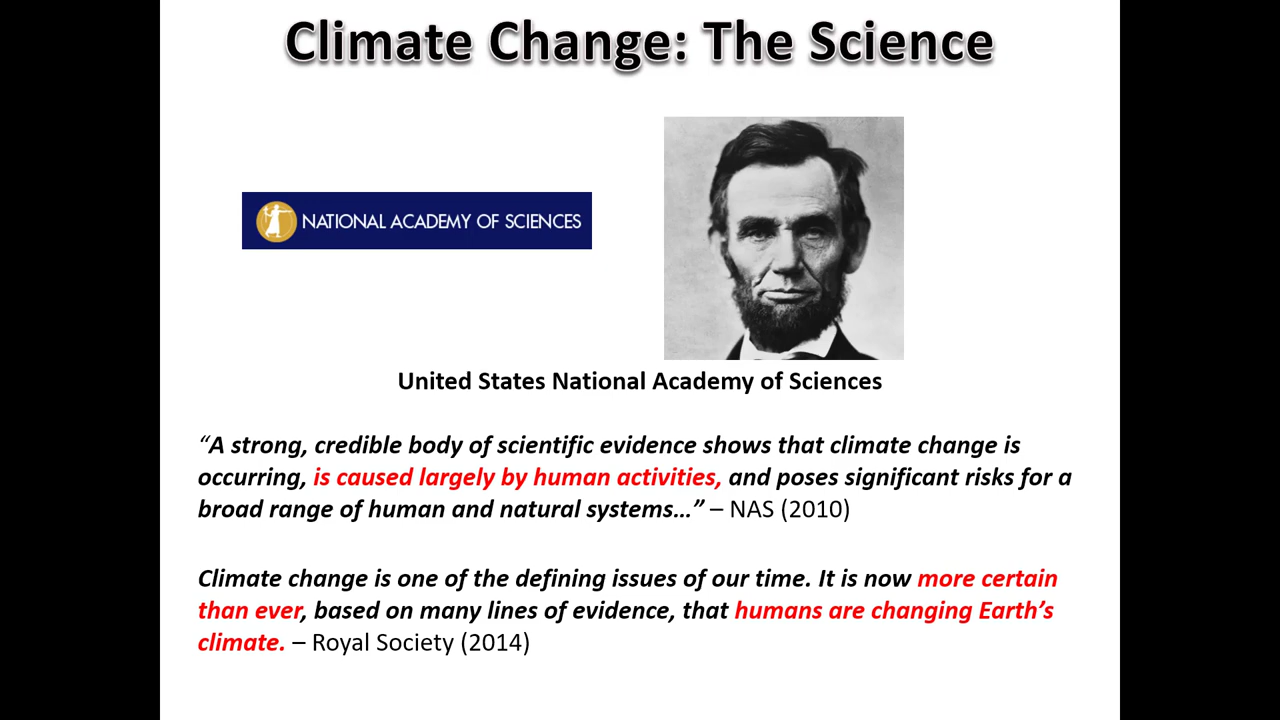 Climate Change: The Science
NATIONAL ACADEMY OF SCIENCES
United States National Academy of Sciences
“A strong, credible body of scientific evidence shows that climate change is
occurring, is caused largely by human activities, and poses significant risks for a
broad range of human and natural systems…” – NAS (2010)
Climate change is one of the defining issues of our time. It is now more certain
than ever, based on many lines of evidence, that humans are changing Earth’s
climate. – Royal Society (2014)